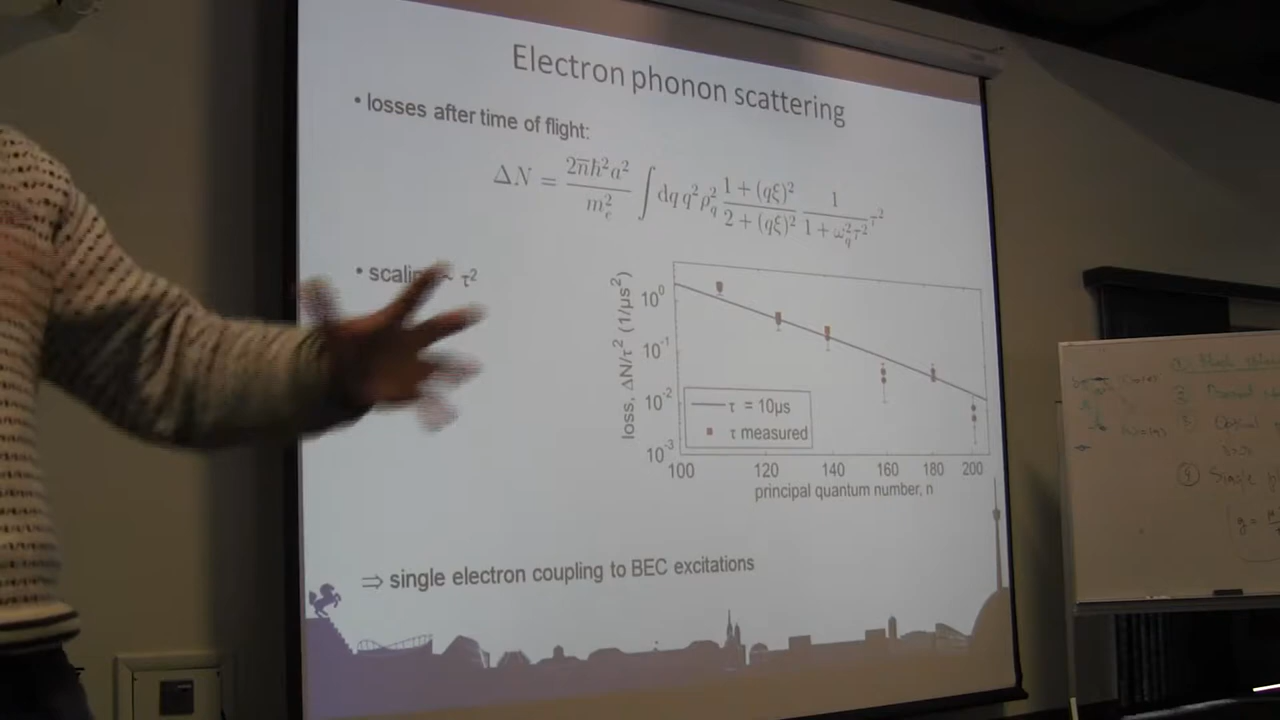 Electron phonon scattering
• losses after time of flight:
ΔN = 2n̅ħ²a² / mₑ² ∫ dq q² ρ_q² (1 + (qξ)²) / (2 + (qξ)²) 1 / (1 + ω_q²τ²) τ²
• scaling ~ τ²
loss, ΔN/τ² (1/µs²)
10⁰
10⁻¹
10⁻²
10⁻³
τ = 10µs
τ measured
100 120 140 160 180 200
principal quantum number, n
⇒ single electron coupling to BEC excitations
Single